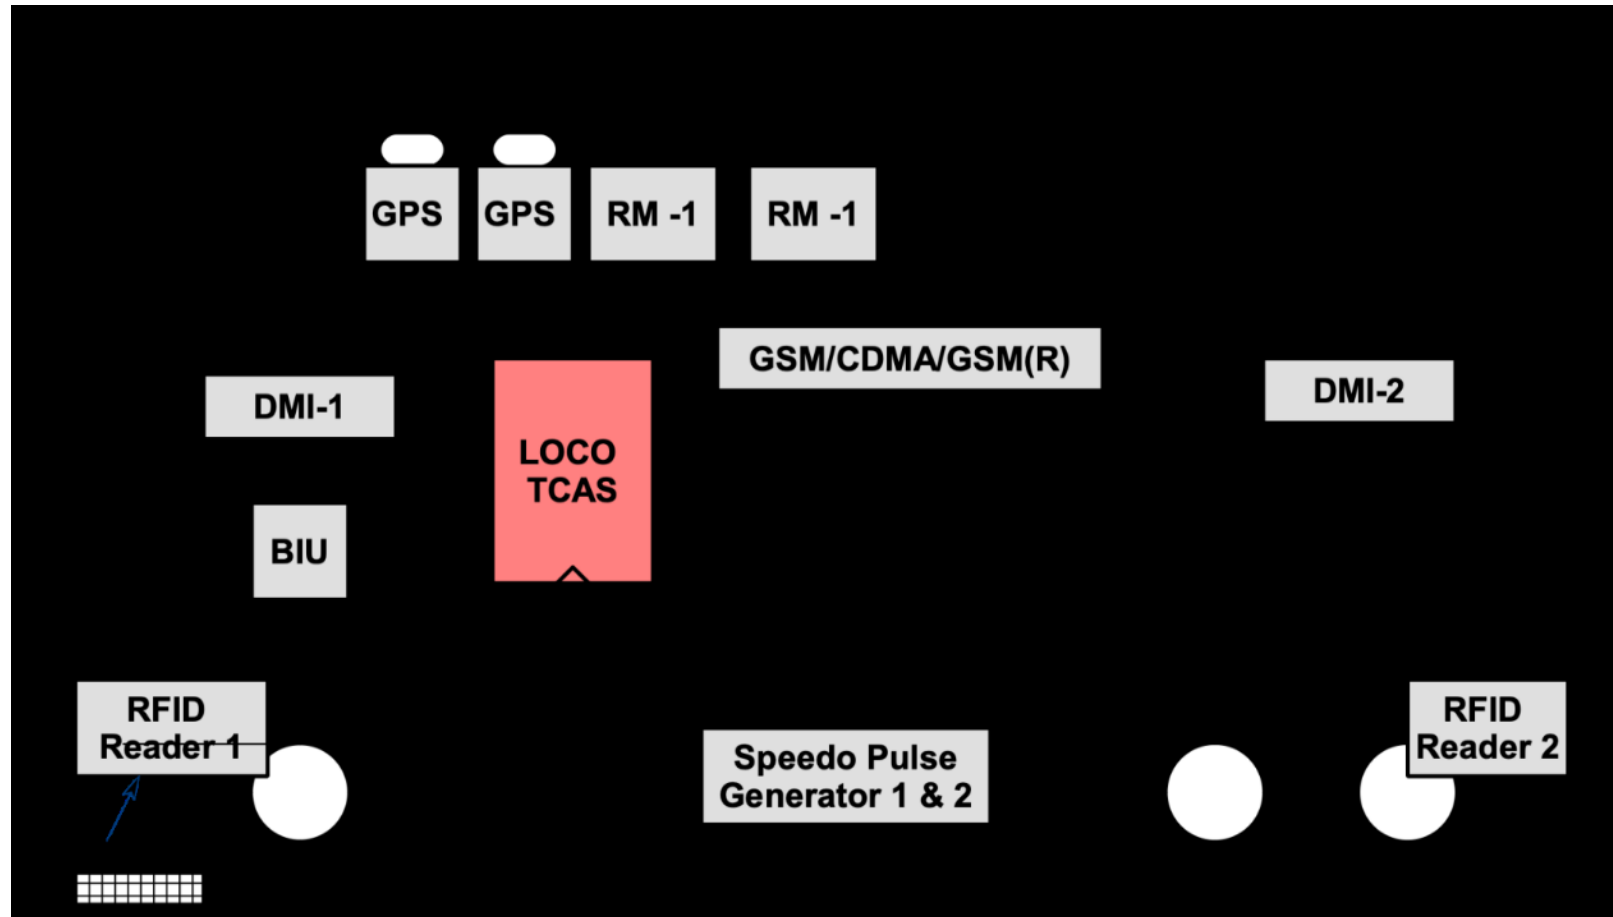 GPS
GPS
RM -1
RM -1
GSM/CDMA/GSM(R)
DMI-1
DMI-2
LOCO
TCAS
BIU
RFID
Reader 1
RFID
Reader 2
Speedo Pulse
Generator 1 & 2